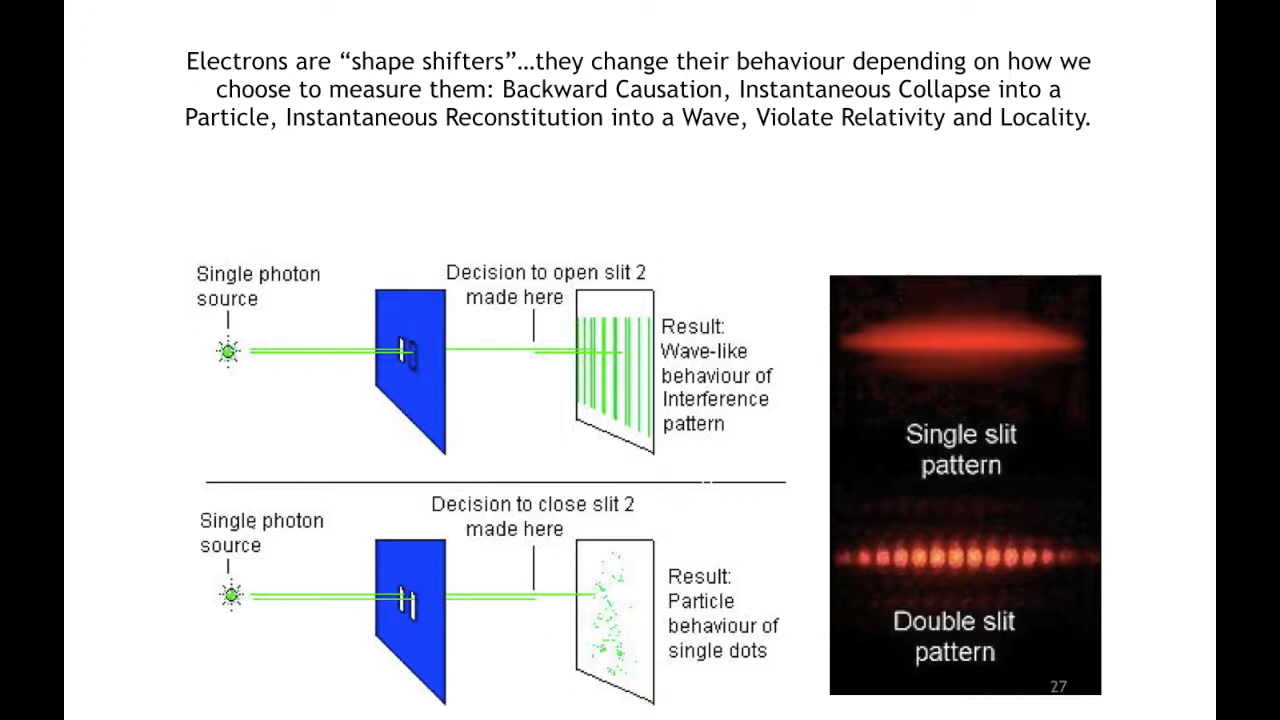 Electrons are “shape shifters”…they change their behaviour depending on how we
choose to measure them: Backward Causation, Instantaneous Collapse into a
Particle, Instantaneous Reconstitution into a Wave, Violate Relativity and Locality.
Single photon
source
Decision to open slit 2
made here
Result:
Wave-like
behaviour of
Interference
pattern
Single photon
source
Decision to close slit 2
made here
Result:
Particle
behaviour of
single dots
Single slit
pattern
Double slit
pattern
27